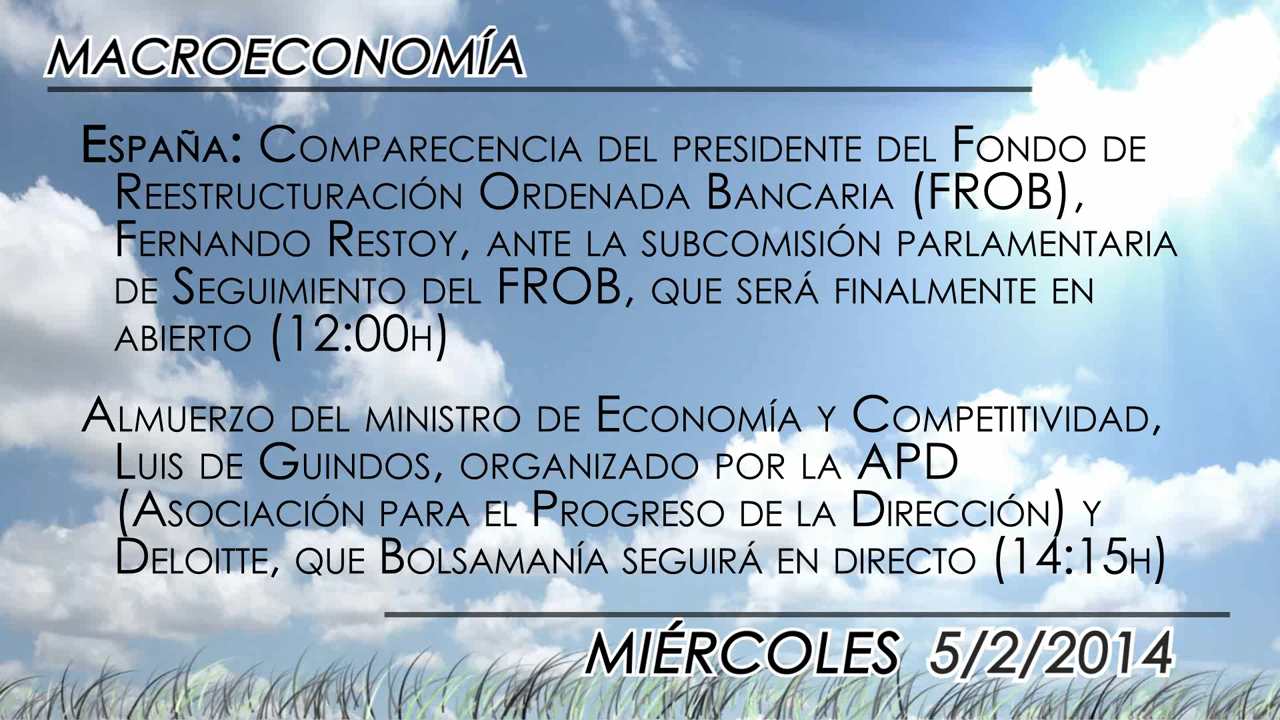 MACROECONOMÍA
España: Comparecencia del presidente del Fondo de
Reestructuración Ordenada Bancaria (FROB),
Fernando Restoy, ante la subcomisión parlamentaria
de Seguimiento del FROB, que será finalmente en
abierto (12:00h)
Almuerzo del ministro de Economía y Competitividad,
Luis de Guindos, organizado por la APD
(Asociación para el Progreso de la Dirección) y
Deloitte, que Bolsamanía seguirá en directo (14:15h)
MIÉRCOLES 5/2/2014